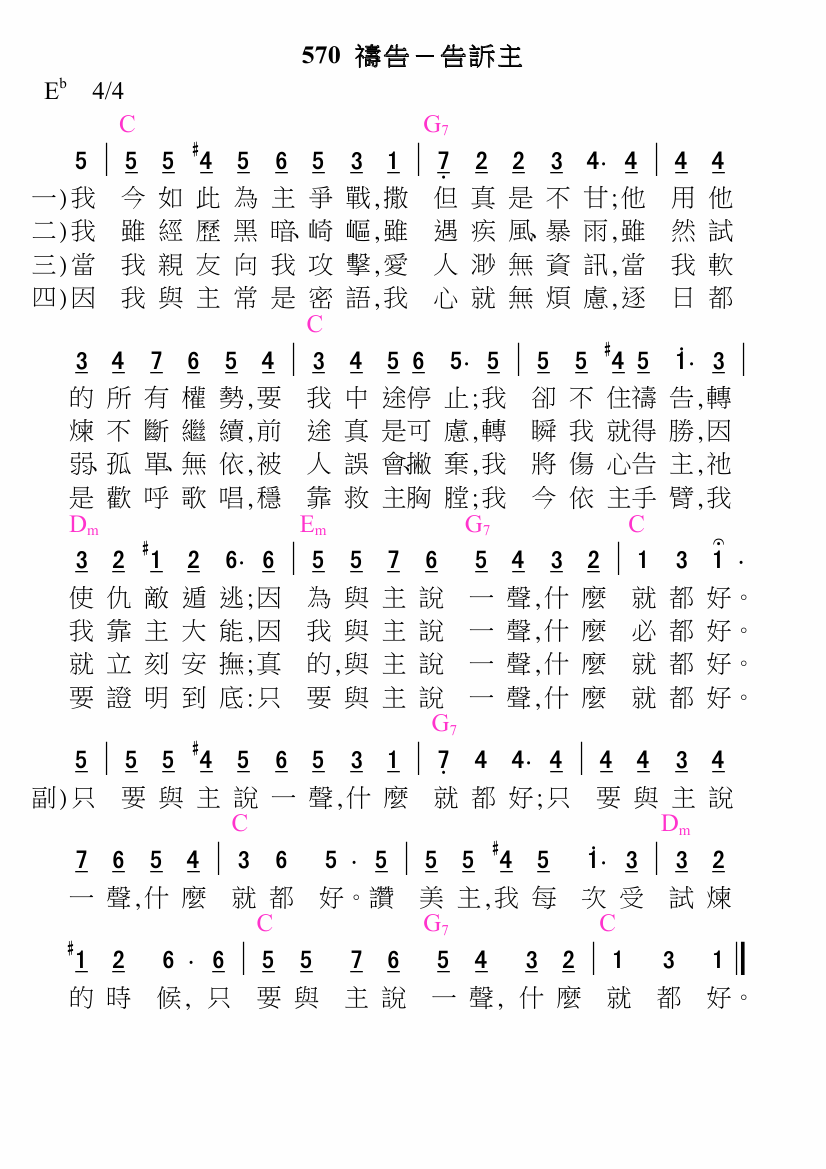 570 禱告－告訴主
E♭ 4/4
C G7
5 | 5 5 #4 5 6 5 3 1 | 7 2 2 3 4. 4 | 4 4
一)我 今如此為主爭戰,撒 但真是不甘;他 用他
二)我 雖經歷黑暗、崎嶇,雖 遇疾風、暴雨,雖 然試
三)當 我親友向我攻擊,愛 人渺無資訊,當 我軟
四)因 我與主常是密語,我 心就無煩慮,逐 日都
C
3 4 7 6 5 4 | 3 4 5 6 5. 5 | 5 5 #4 5 1. 3 |
的所有權勢,要 我中途停止;我 卻不住禱告,轉
煉不斷繼續,前 途真是可慮,轉 瞬我就得勝,因
弱、孤單、無依,被 人誤會、撇棄,我 將傷心告主,祂
是歡呼歌唱,穩 靠救主胸膛;我 今依主手臂,我
Dm Em G7 C
3 2 #1 2 6. 6 | 5 5 7 6 5 4 3 2 | 1 3 1 .
使仇敵遁逃;因 為與主說 一聲,什麼 就都好。
我靠主大能,因 我與主說 一聲,什麼 必都好。
就立刻安撫;真 的,與主說 一聲,什麼 就都好。
要證明到底:只 要與主說 一聲,什麼 就都好。
G7
5 | 5 5 #4 5 6 5 3 1 | 7 4 4. 4 | 4 4 3 4
副)只 要與主說一聲,什麼 就都好;只 要與主說
C Dm
7 6 5 4 | 3 6 5 . 5 | 5 5 #4 5 1. 3 | 3 2
一聲,什麼 就都好。讚 美主,我每 次受 試煉
C G7 C
#1 2 6 . 6 | 5 5 7 6 5 4 3 2 | 1 3 1
的時 候, 只 要與 主說 一聲, 什麼 就 都 好。